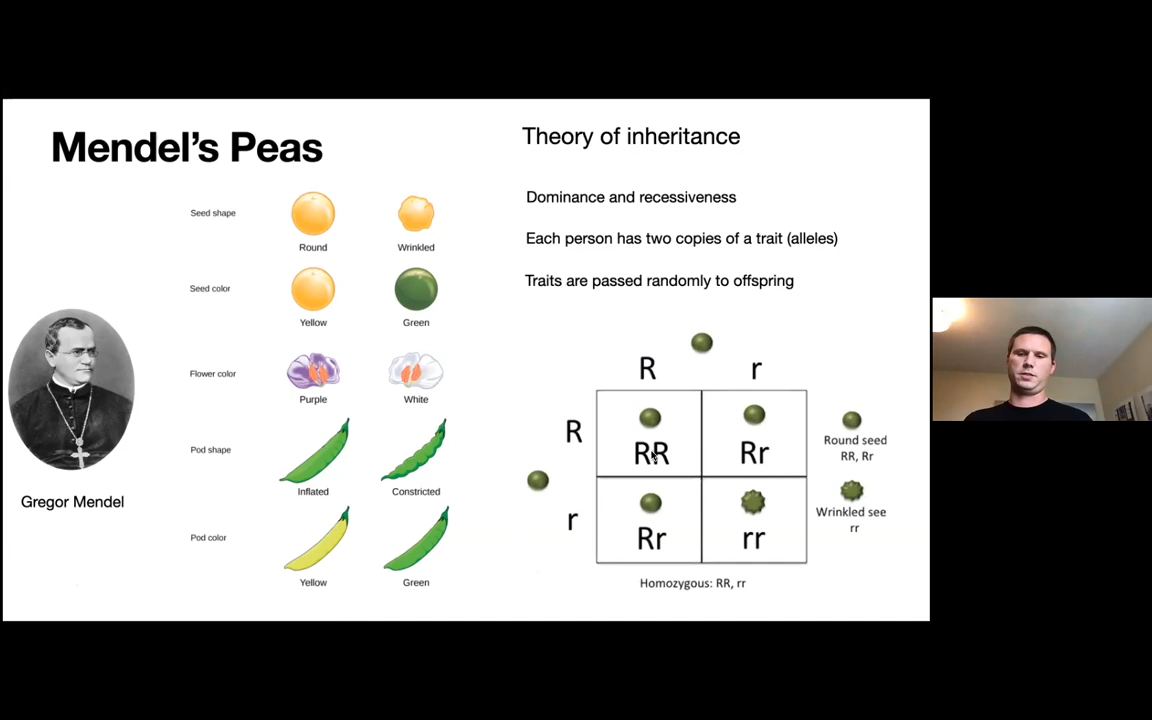 Mendel's Peas
Seed shape
Round
Wrinkled
Seed color
Yellow
Green
Flower color
Purple
White
Pod shape
Inflated
Constricted
Pod color
Yellow
Green
Gregor Mendel
Theory of inheritance
Dominance and recessiveness
Each person has two copies of a trait (alleles)
Traits are passed randomly to offspring
R
r
R
RR
Rr
r
Rr
rr
Round seed
RR, Rr
Wrinkled see
rr
Homozygous: RR, rr